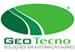 GEOTECNO
SOLUÇÕES EM AUTOMAÇÃO AGRÍCOLA